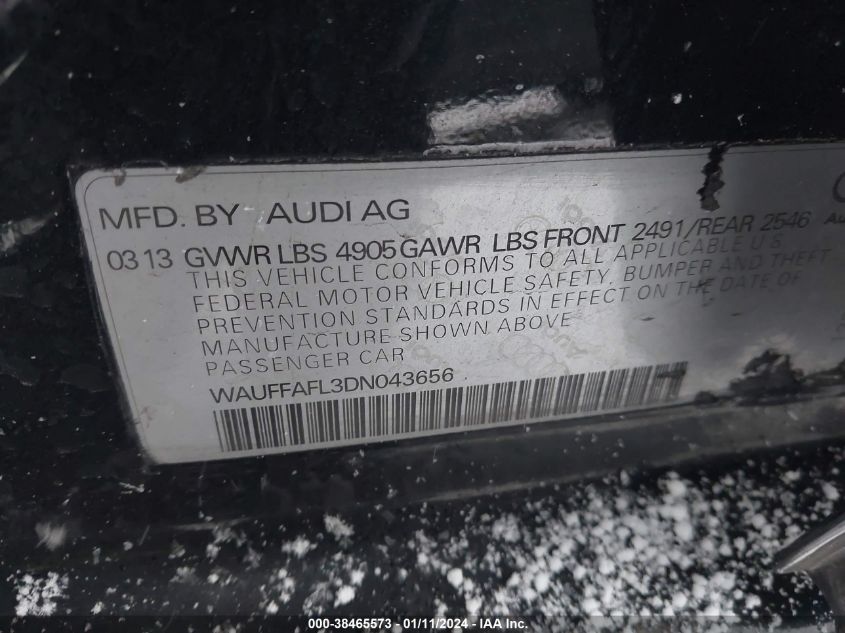 MFD. BY AUDI AG
03 13 GVWR LBS 4905 GAWR LBS FRONT 2491/REAR 2546
THIS VEHICLE CONFORMS TO ALL APPLICABLE U.S.
FEDERAL MOTOR VEHICLE SAFETY, BUMPER AND THEFT
PREVENTION STANDARDS IN EFFECT ON THE DATE OF
MANUFACTURE SHOWN ABOVE
PASSENGER CAR
WAUFFAFL3DN043656
000-38465573 - 01/11/2024 - © IAA Inc.